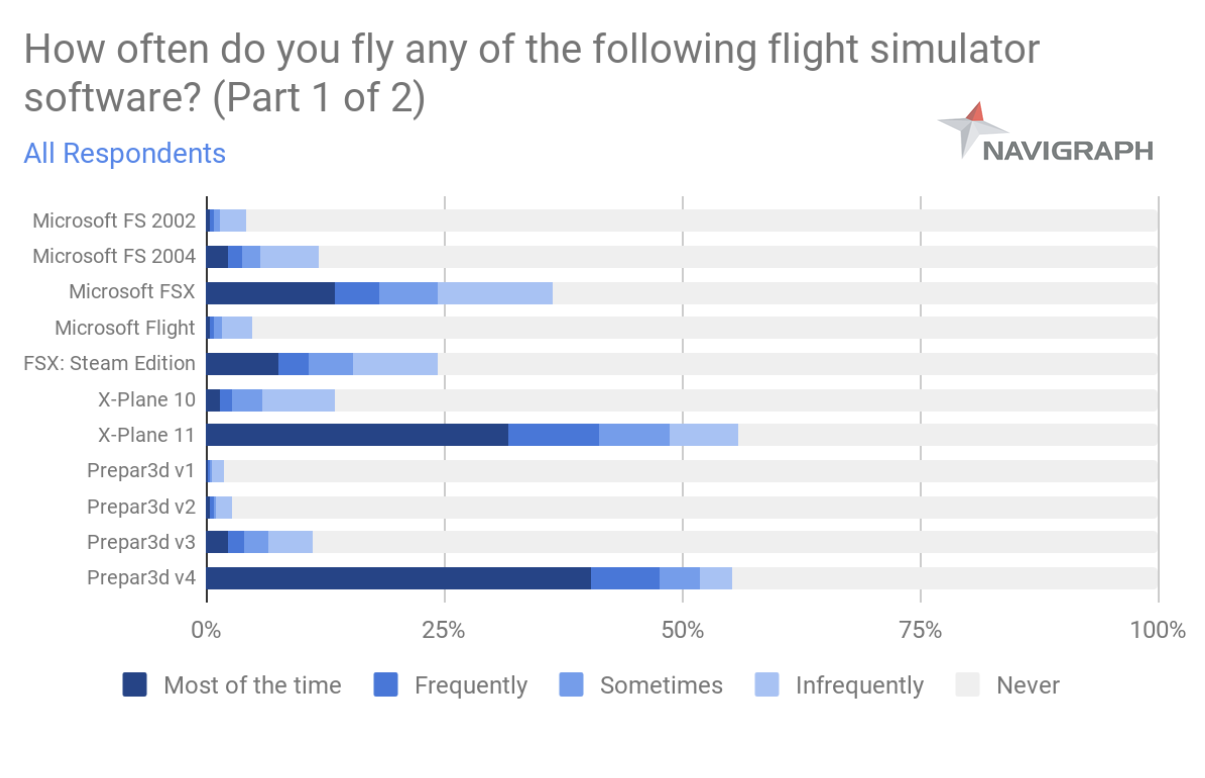 How often do you fly any of the following flight simulator
software? (Part 1 of 2)
All Respondents
NAVIGRAPH
Microsoft FS 2002
Microsoft FS 2004
Microsoft FSX
Microsoft Flight
FSX: Steam Edition
X-Plane 10
X-Plane 11
Prepar3d v1
Prepar3d v2
Prepar3d v3
Prepar3d v4
0% 25% 50% 75% 100%
Most of the time Frequently Sometimes Infrequently Never